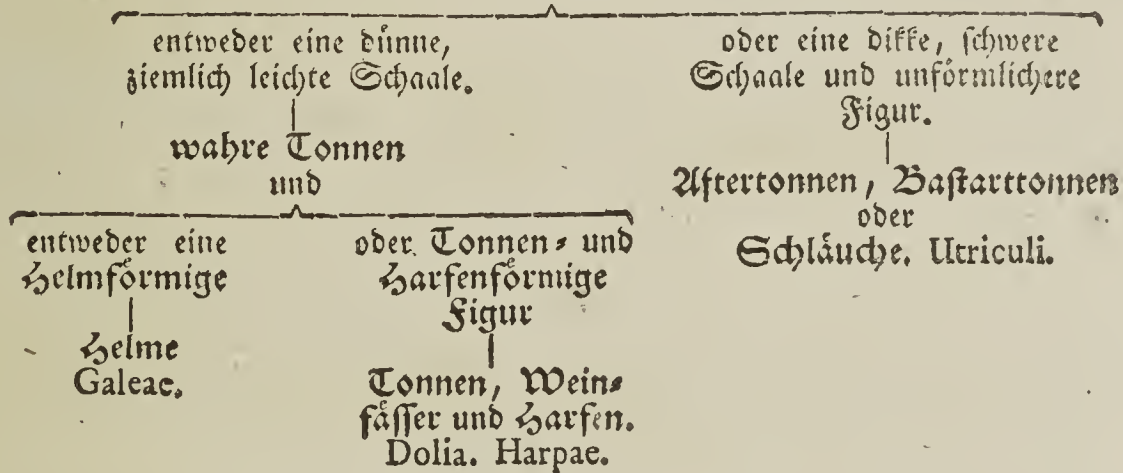 entweder eine dünne,
ziemlich leichte Schaale.
wahre Tonnen
und
entweder eine
Helmförmige
Helme
Galeae.
oder Tonnen- und
Harfenförmige
Figur
Tonnen, Wein-
fässer und Harfen.
Dolia. Harpae.
oder eine dikke, schwere
Schaale und unförmlichere
Figur.
Aftertonnen, Bastarttonnen
oder
Schläuche. Utriculi.